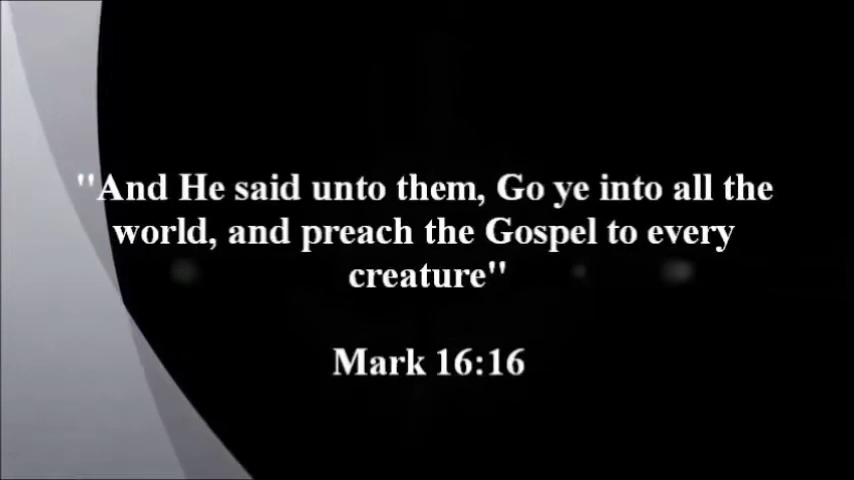 "And He said unto them, Go ye into all the
world, and preach the Gospel to every
creature"
Mark 16:16